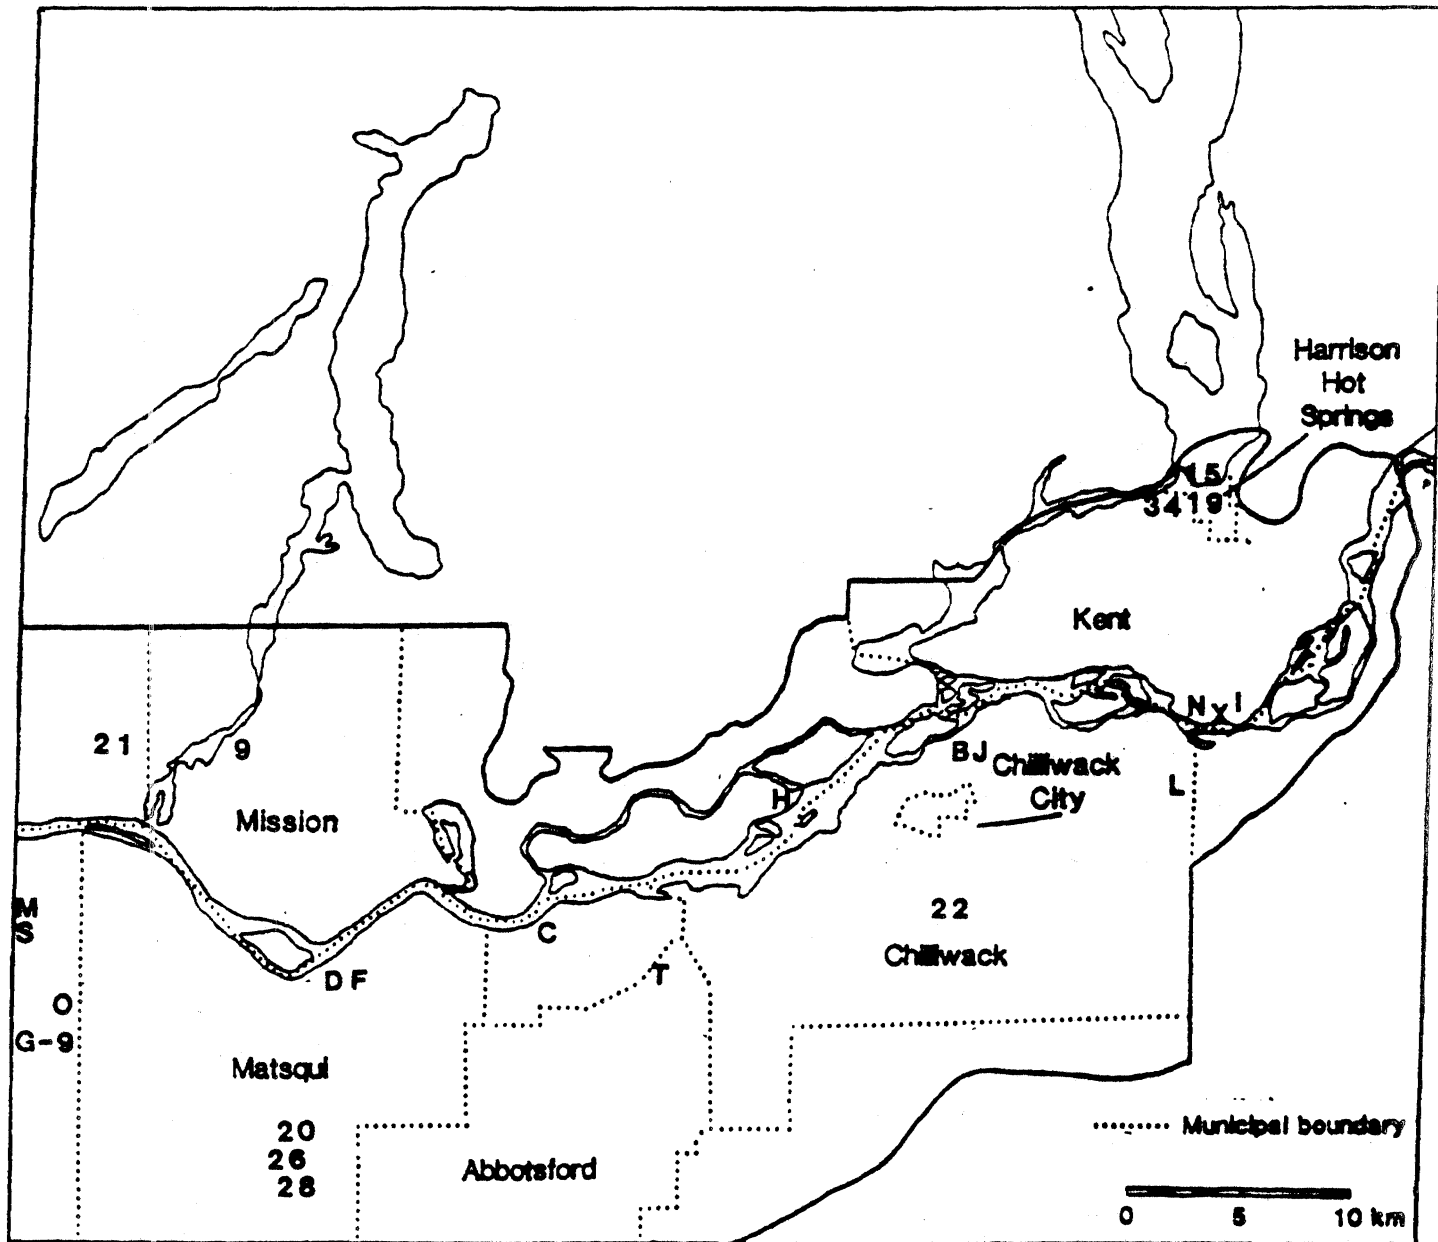 Harrison
Hot
Springs
15
34 19
Kent
N x I
21
9
B J
Chilliwack
City
L
H
Mission
M
S
22
C
Chilliwack
T
D F
O
G-9
Matsqui
20
26
28
Abbotsford
Municipal boundary
0 5 10 km